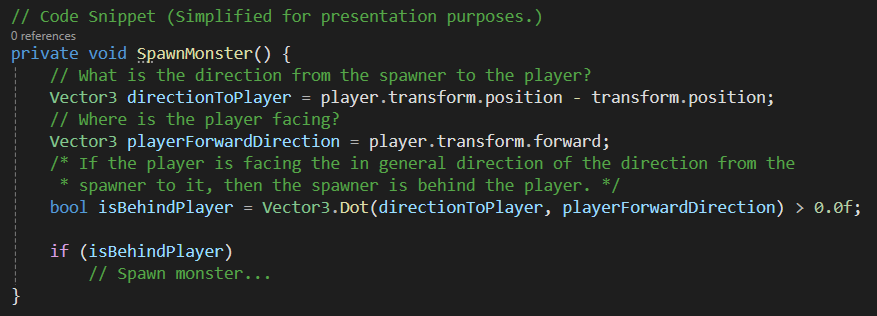 // Code Snippet (Simplified for presentation purposes.)
0 references
private void SpawnMonster() {
// What is the direction from the spawner to the player?
Vector3 directionToPlayer = player.transform.position - transform.position;
// Where is the player facing?
Vector3 playerForwardDirection = player.transform.forward;
/* If the player is facing the in general direction of the direction from the
* spawner to it, then the spawner is behind the player. */
bool isBehindPlayer = Vector3.Dot(directionToPlayer, playerForwardDirection) > 0.0f;
if (isBehindPlayer)
// Spawn monster...
}